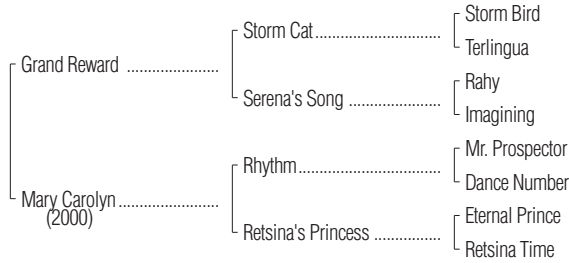 Storm Bird
Storm Cat
Terlingua
Grand Reward
Rahy
Serena's Song
Imagining
Mr. Prospector
Rhythm
Dance Number
Mary Carolyn
(2000)
Eternal Prince
Retsina's Princess
Retsina Time